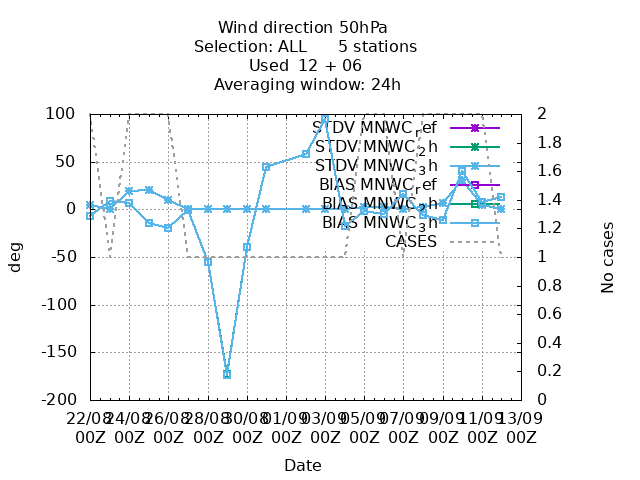 Wind direction 50hPa
Selection: ALL 5 stations
Used 12 + 06
Averaging window: 24h
100
50
0
-50
-100
-150
-200
deg
2
1.8
1.6
1.4
1.2
1
0.8
0.6
0.4
0.2
0
No cases
STDV MNWC_ref
STDV MNWC_2h
STDV MNWC_3h
BIAS MNWC_ref
BIAS MNWC_2h
BIAS MNWC_3h
CASES
22/08 24/08 26/08 28/08 30/08 01/09 03/09 05/09 07/09 09/09 11/09 13/09
00Z 00Z 00Z 00Z 00Z 00Z 00Z 00Z 00Z 00Z 00Z 00Z
Date